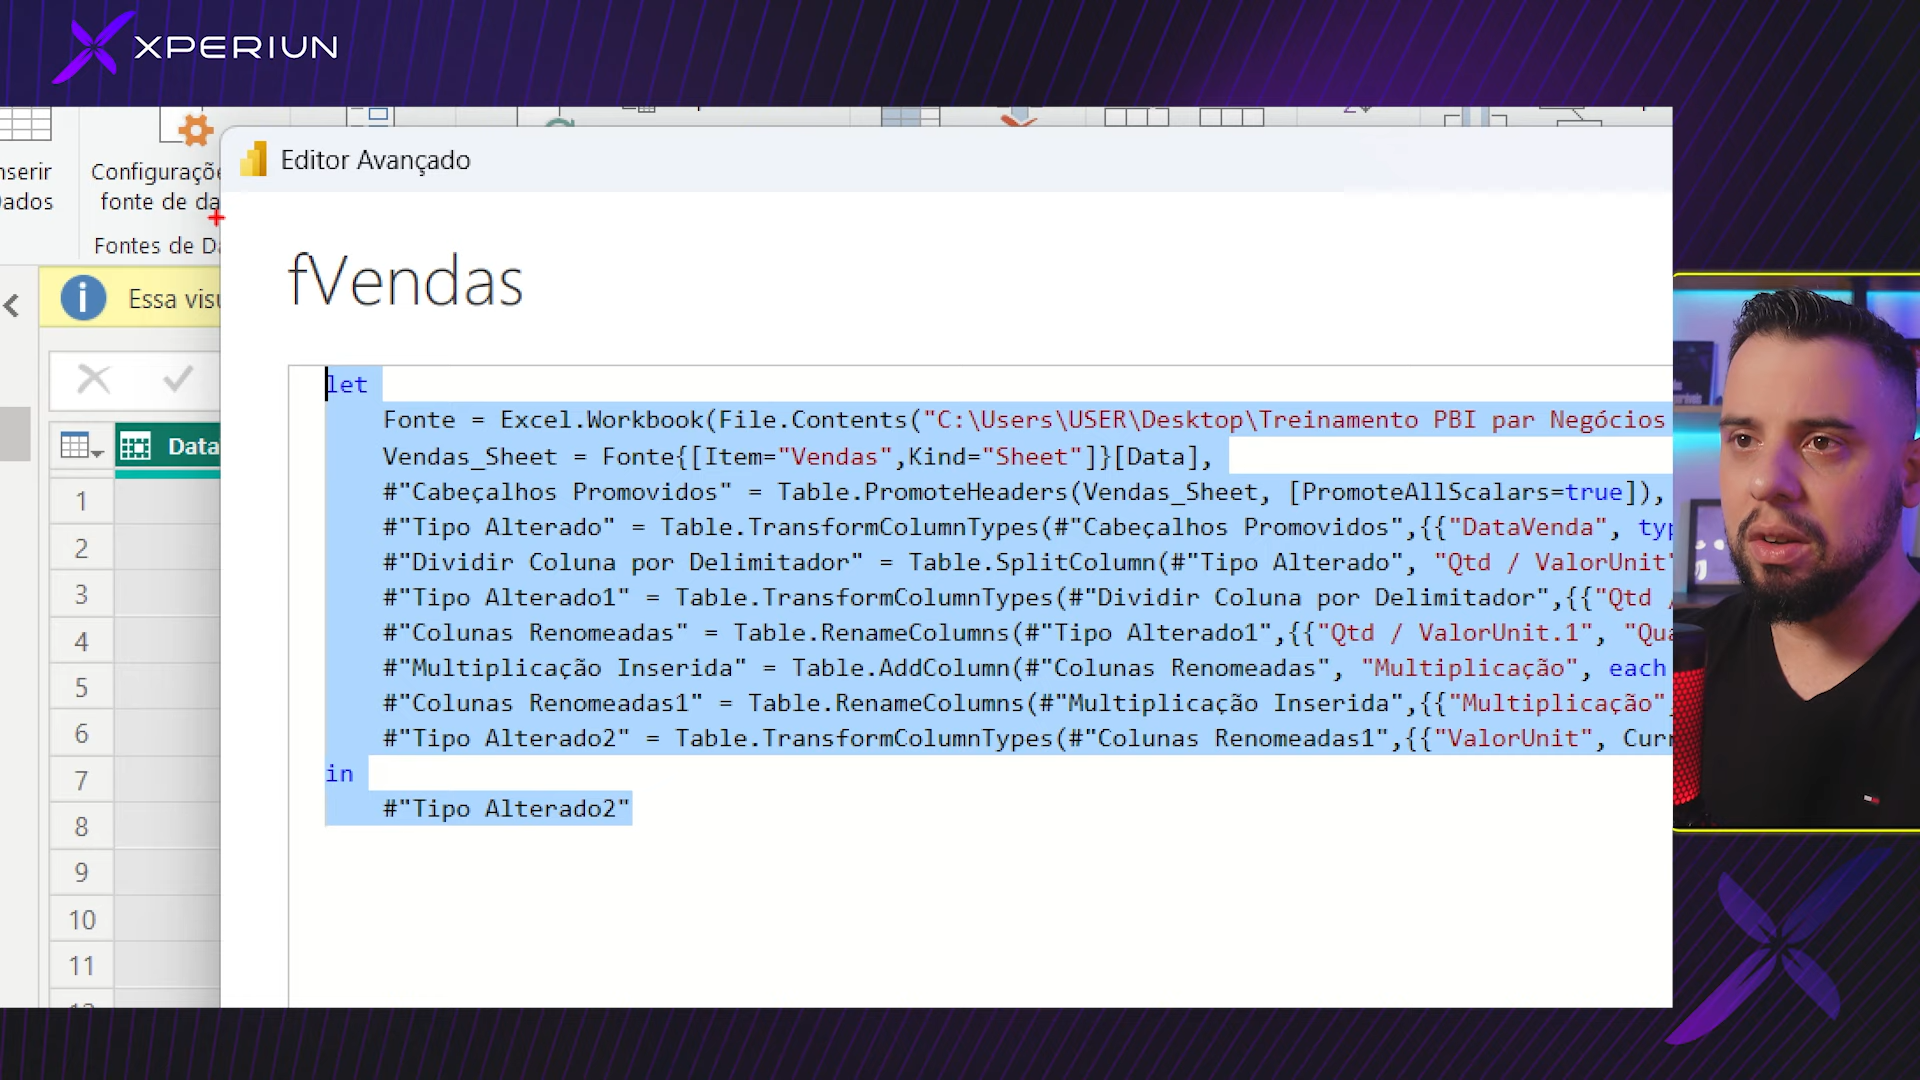 XPERIUN
Configuraçõe
fonte de da
Fontes de Da
Editor Avançado
fVendas
Essa visu
Data
let
Fonte = Excel.Workbook(File.Contents("C:\Users\USER\Desktop\Treinamento PBI par Negócios
Vendas_Sheet = Fonte{[Item="Vendas",Kind="Sheet"]}[Data],
#"Cabeçalhos Promovidos" = Table.PromoteHeaders(Vendas_Sheet, [PromoteAllScalars=true]),
#"Tipo Alterado" = Table.TransformColumnTypes(#"Cabeçalhos Promovidos",{{"DataVenda", typ
#"Dividir Coluna por Delimitador" = Table.SplitColumn(#"Tipo Alterado", "Qtd / ValorUnit"
#"Tipo Alterado1" = Table.TransformColumnTypes(#"Dividir Coluna por Delimitador",{{"Qtd /
#"Colunas Renomeadas" = Table.RenameColumns(#"Tipo Alterado1",{{"Qtd / ValorUnit.1", "Qua
#"Multiplicação Inserida" = Table.AddColumn(#"Colunas Renomeadas", "Multiplicação", each
#"Colunas Renomeadas1" = Table.RenameColumns(#"Multiplicação Inserida",{{"Multiplicação",
#"Tipo Alterado2" = Table.TransformColumnTypes(#"Colunas Renomeadas1",{{"ValorUnit", Curr
in
#"Tipo Alterado2"
nserir
ados
1
2
3
4
5
6
7
8
9
10
11